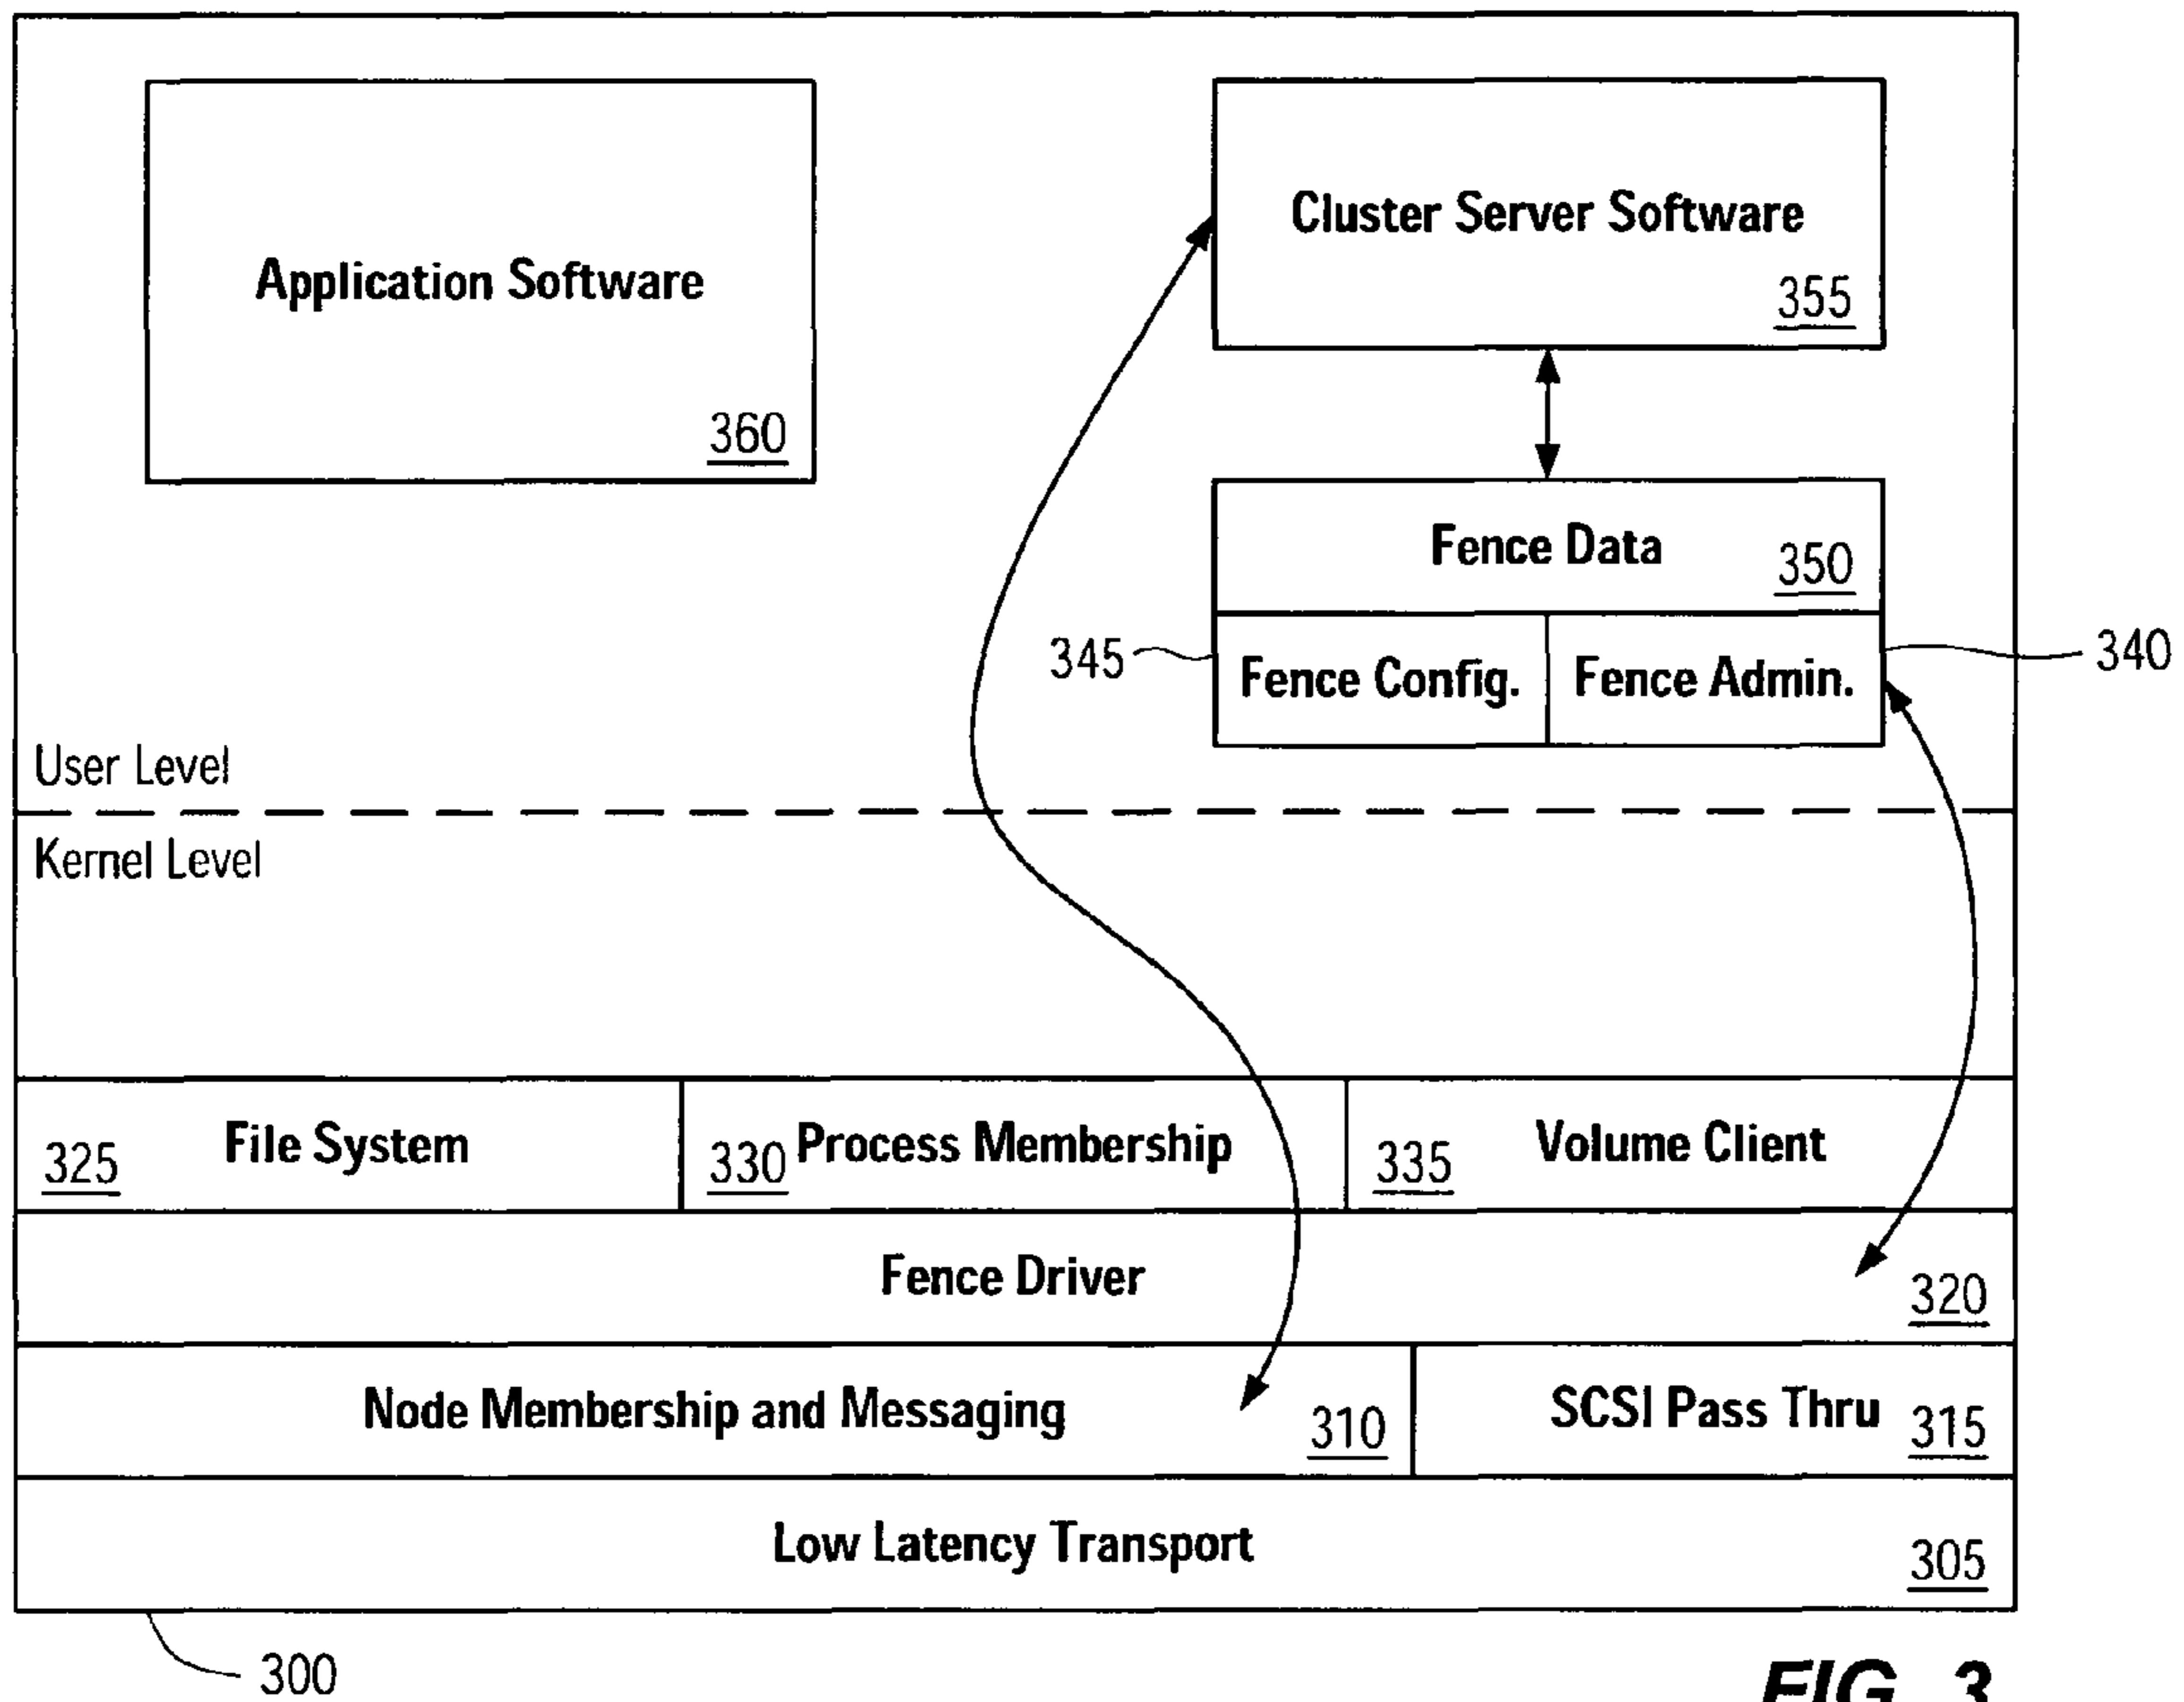 Application Software
360
Cluster Server Software
355
Fence Data
350
345
Fence Config.
Fence Admin.
340
User Level
Kernel Level
325
File System
330
Process Membership
335
Volume Client
Fence Driver
320
Node Membership and Messaging
310
SCSI Pass Thru
315
Low Latency Transport
305
300
FIG. 3